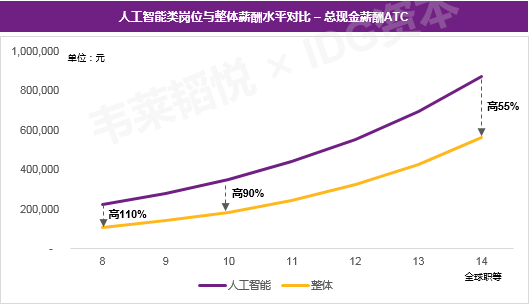 人工智能类岗位与整体薪酬水平对比 – 总现金薪酬ATC
1,000,000
单位：元
800,000
600,000
400,000
200,000
-
高110%
高90%
高55%
8 9 10 11 12 13 14
全球职等
人工智能 整体
韦莱韬悦 × IDG资本